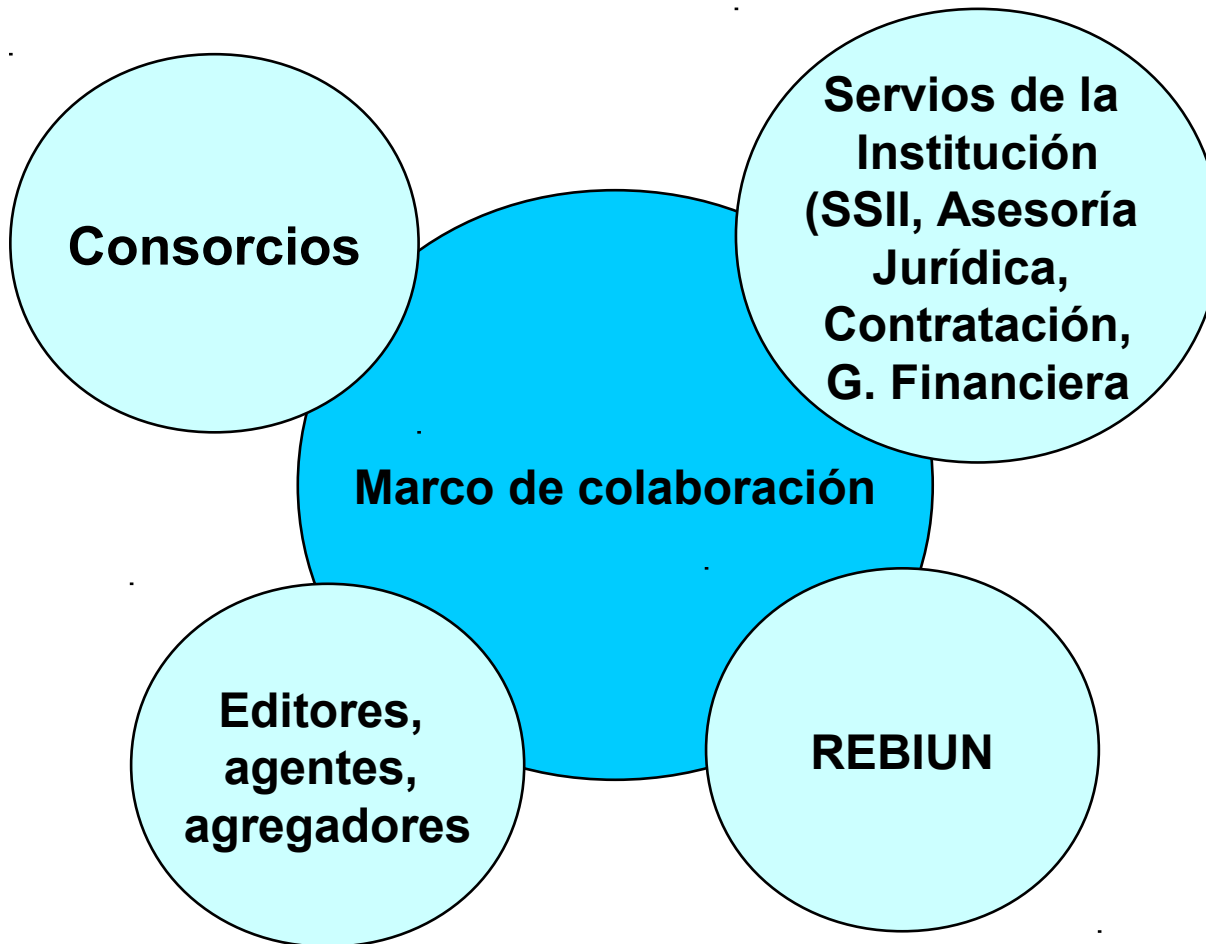 Consorcios
Servios de la
Institución
(SSII, Asesoría
Jurídica,
Contratación,
G. Financiera
Marco de colaboración
Editores,
agentes,
agregadores
REBIUN